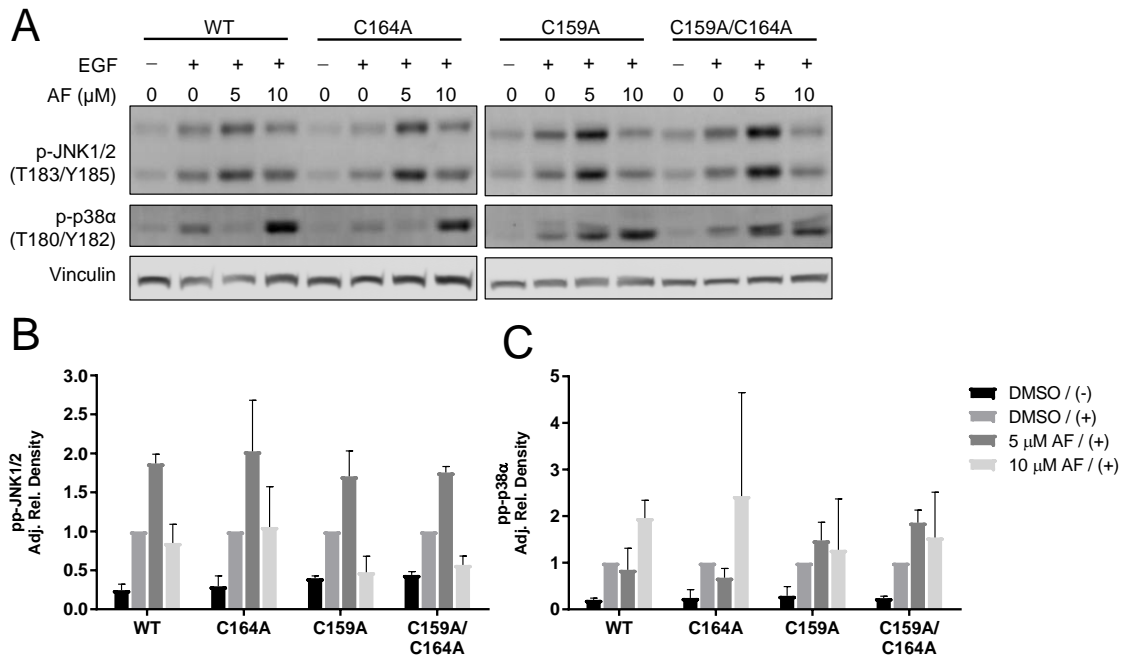 A
WT C164A C159A C159A/C164A
EGF – + + + – + + + – + + + – + + +
AF (µM) 0 0 5 10 0 0 5 10 0 0 5 10 0 0 5 10
p-JNK1/2
(T183/Y185)
p-p38α
(T180/Y182)
Vinculin
B
pp-JNK1/2
Adj. Rel. Density
3.0
2.5
2.0
1.5
1.0
0.5
0.0
WT C164A C159A C159A/
C164A
C
pp-p38α
Adj. Rel. Density
5
4
3
2
1
0
WT C164A C159A C159A/
C164A
DMSO / (-)
DMSO / (+)
5 µM AF / (+)
10 µM AF / (+)